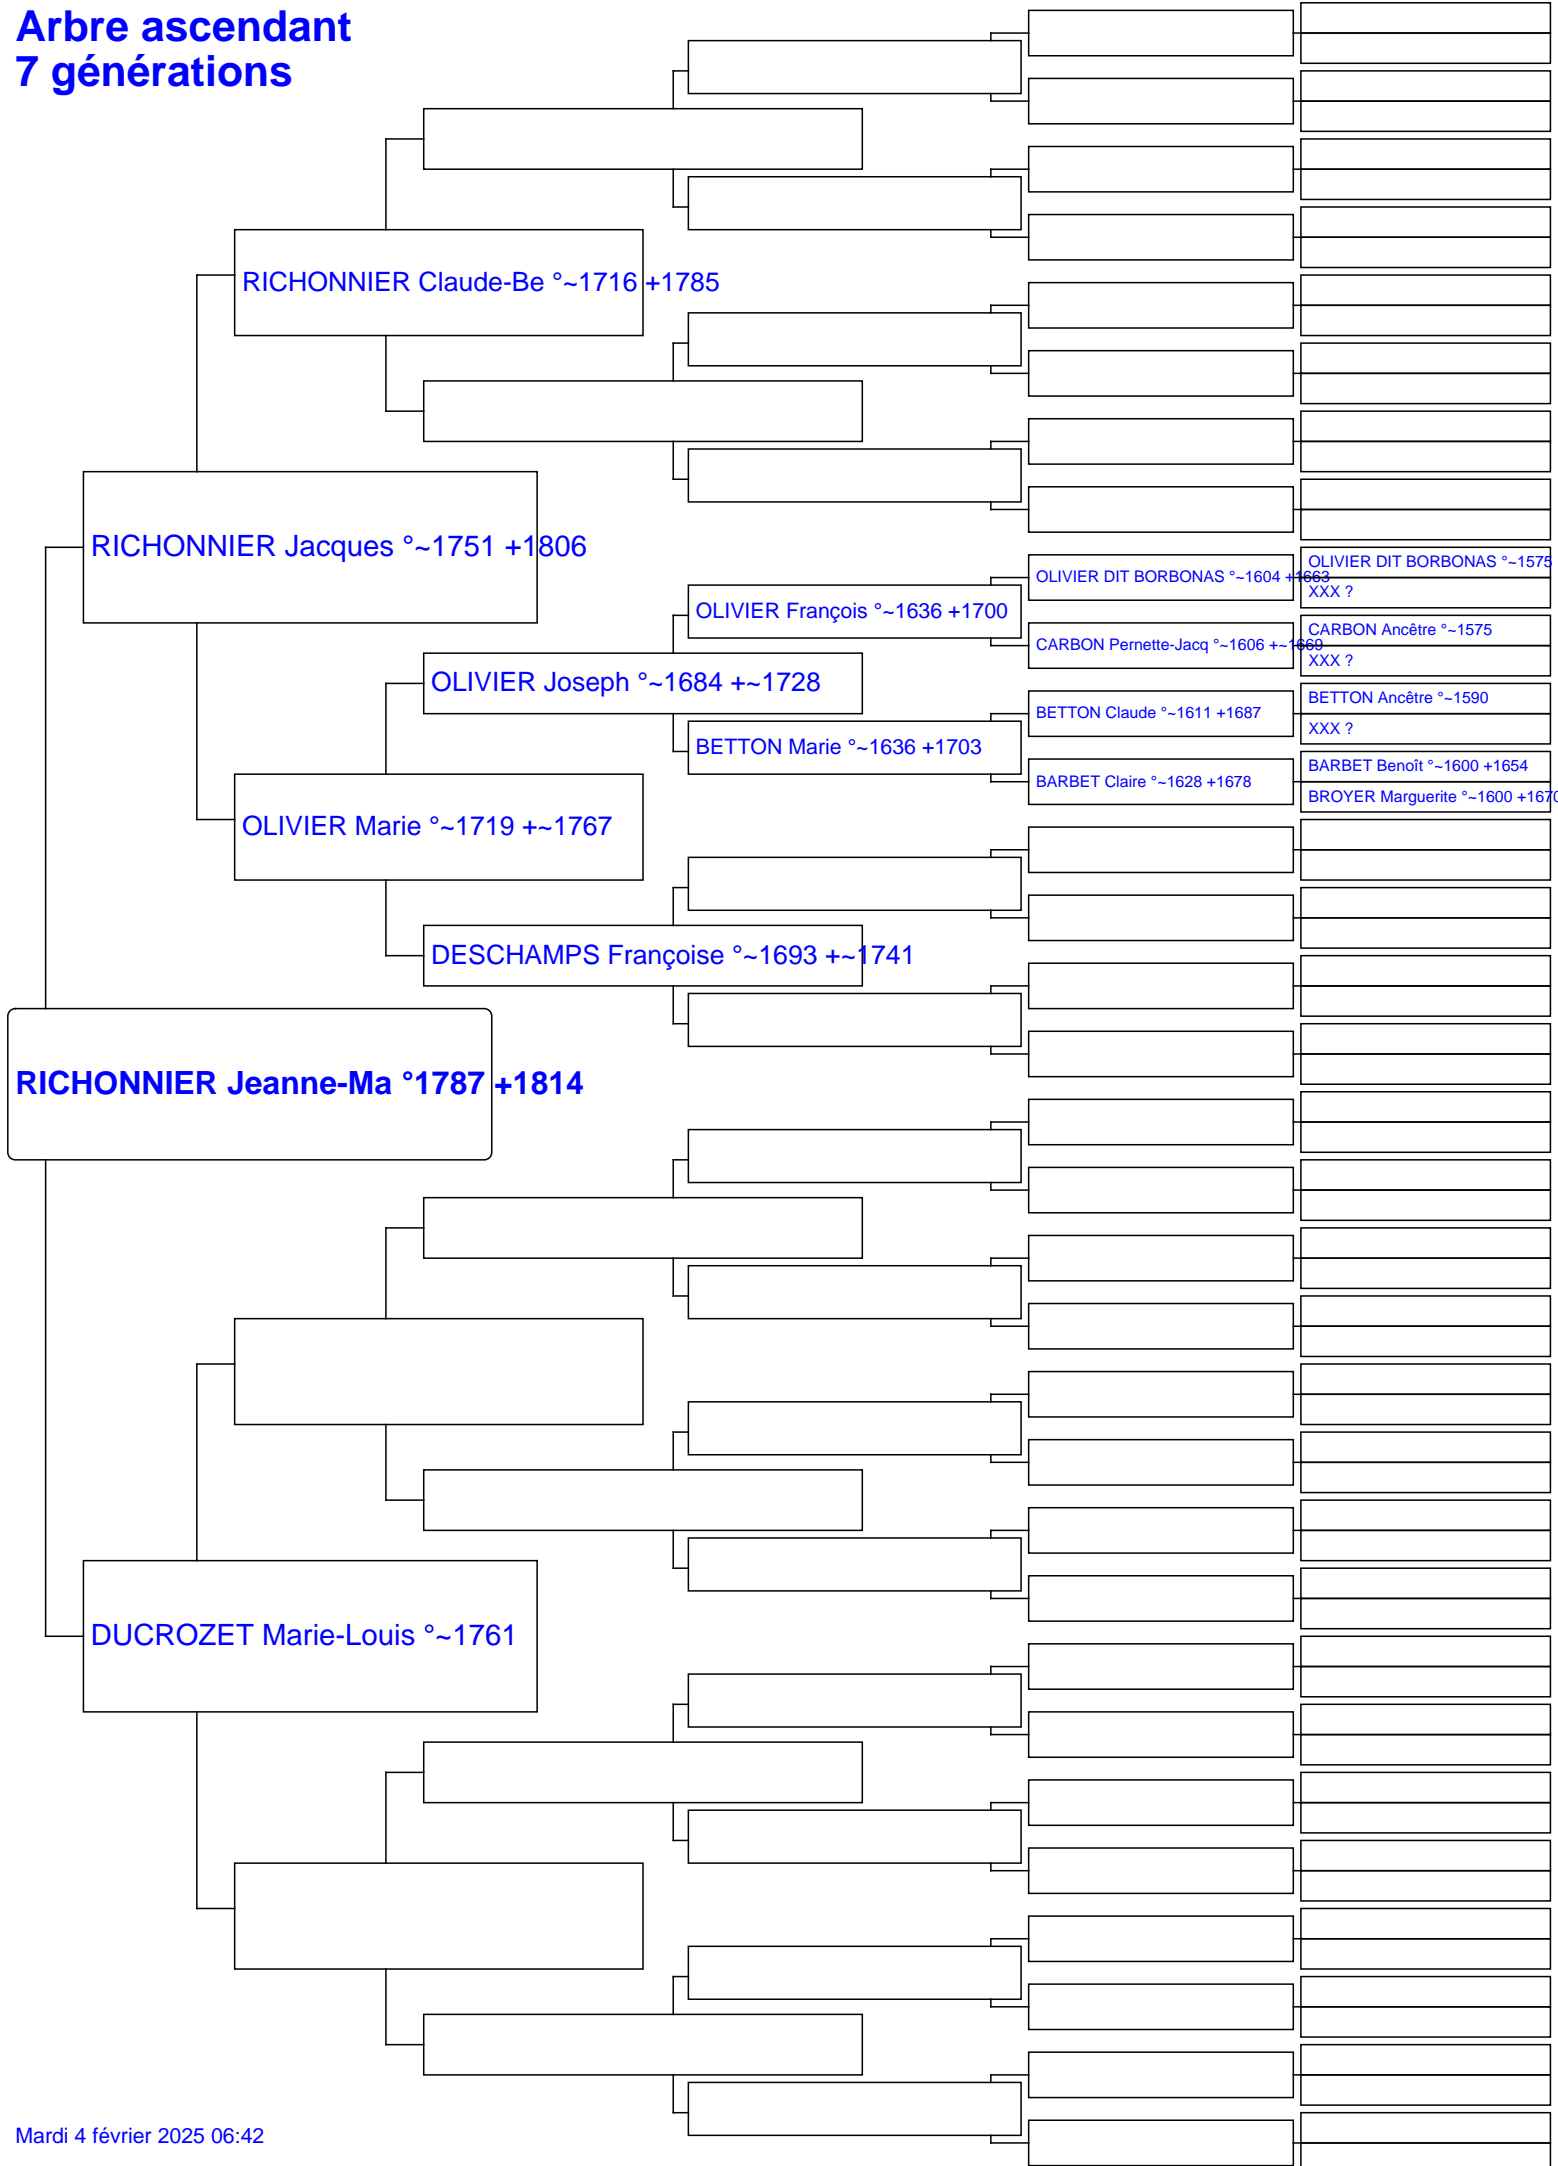 Arbre ascendant
7 générations
RICHONNIER Claude-Be °~1716 +1785
RICHONNIER Jacques °~1751 +1806
OLIVIER DIT BORBONAS °~1575
OLIVIER DIT BORBONAS °~1604 +1663
XXX ?
OLIVIER François °~1636 +1700
CARBON Ancêtre °~1575
CARBON Pernette-Jacq °~1606 +~1669
XXX ?
OLIVIER Joseph °~1684 +~1728
BETTON Ancêtre °~1590
BETTON Claude °~1611 +1687
XXX ?
BETTON Marie °~1636 +1703
BARBET Benoît °~1600 +1654
BARBET Claire °~1628 +1678
BROYER Marguerite °~1600 +1670
OLIVIER Marie °~1719 +~1767
DESCHAMPS Françoise °~1693 +~1741
RICHONNIER Jeanne-Ma °1787 +1814
DUCROZET Marie-Louis °~1761
Mardi 4 février 2025 06:42